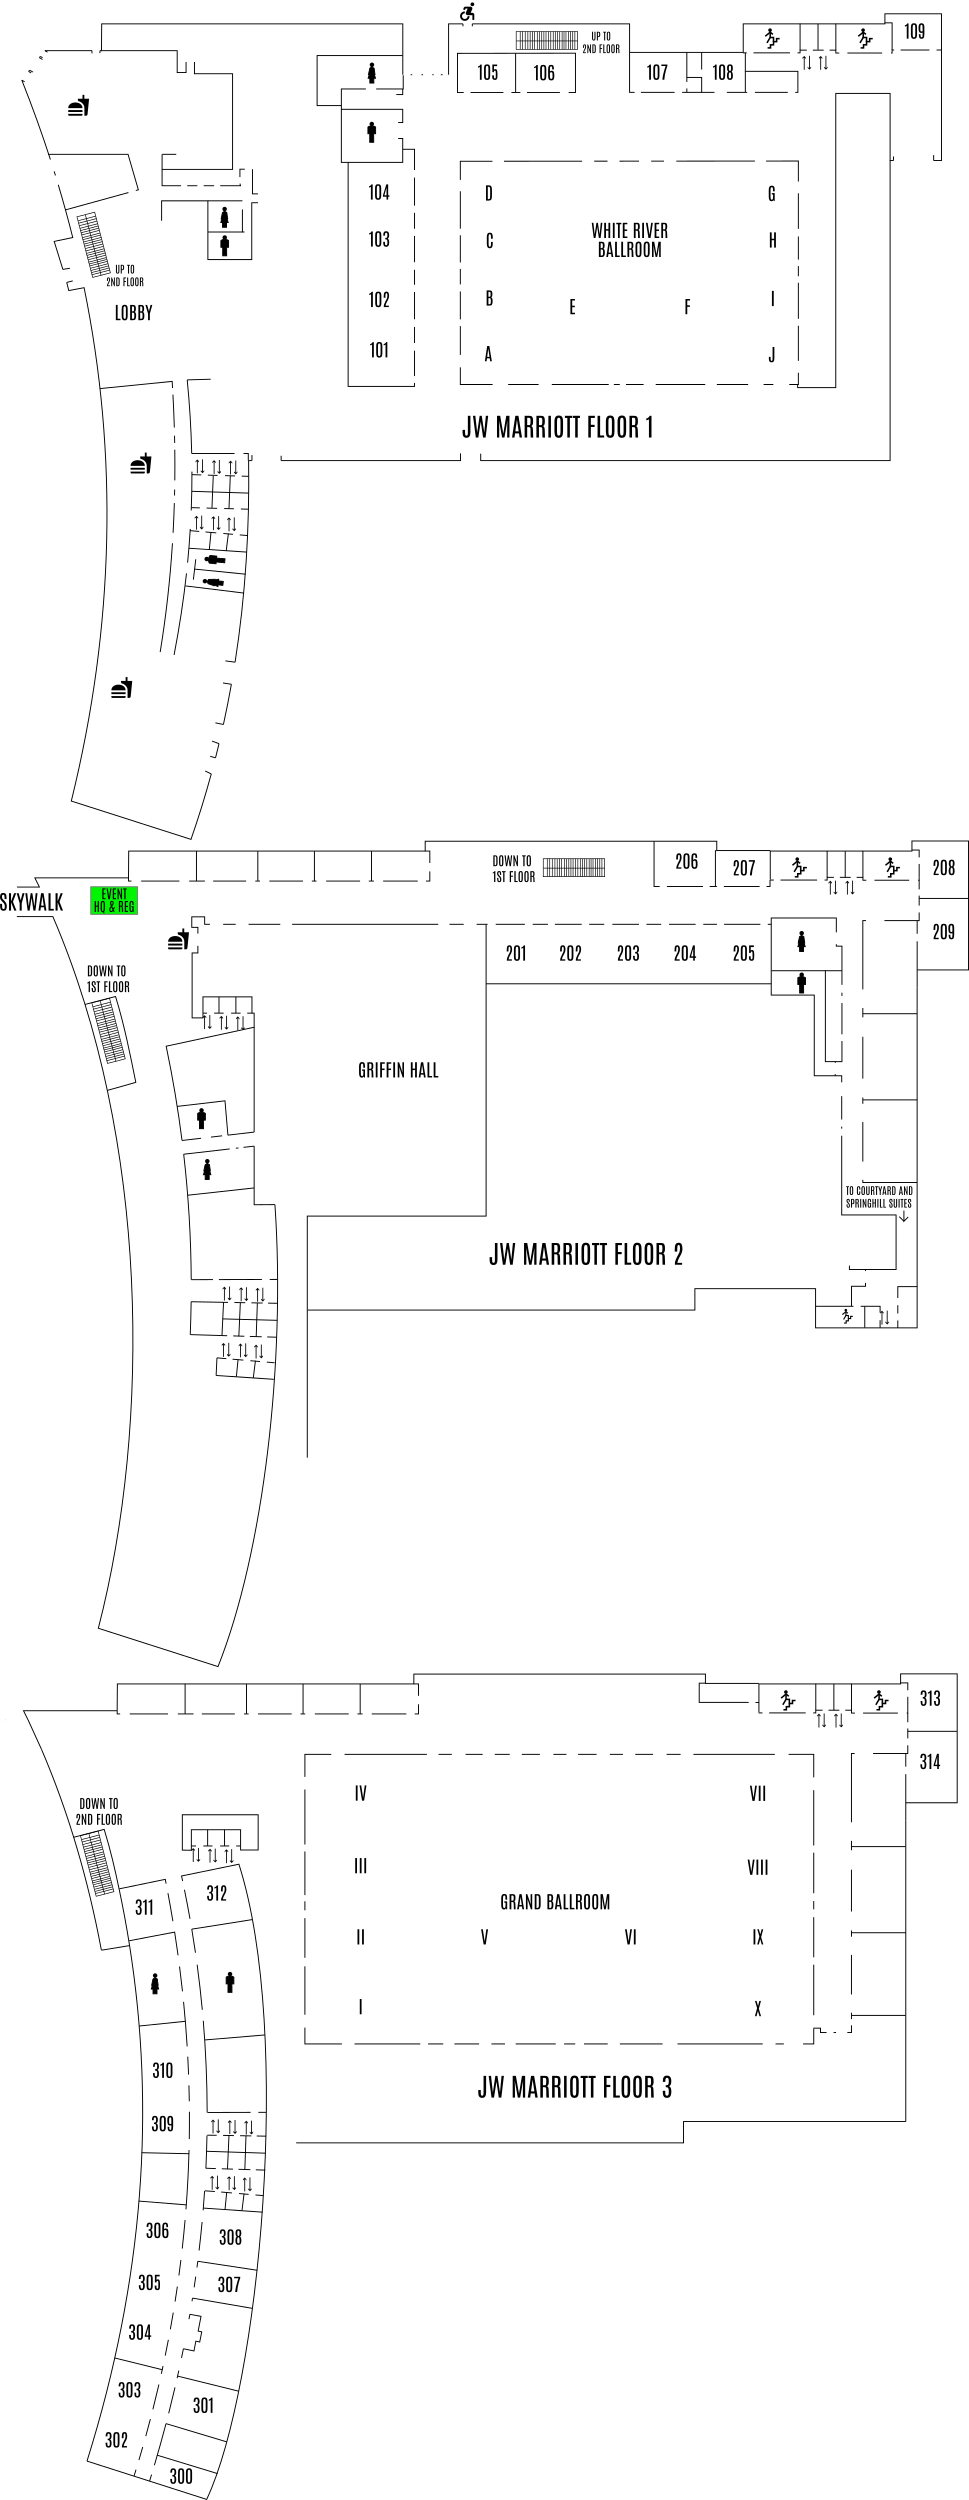 109
UP TO
2ND FLOOR
105
106
107
108
104
D
G
WHITE RIVER
BALLROOM
103
C
H
UP TO
2ND FLOOR
102
B
I
E
F
LOBBY
101
A
J
JW MARRIOTT FLOOR 1
DOWN TO
1ST FLOOR
206
207
208
EVENT
HQ & REG
SKYWALK
209
201
202
203
204
205
DOWN TO
1ST FLOOR
GRIFFIN HALL
TO COURTYARD AND
SPRINGHILL SUITES
JW MARRIOTT FLOOR 2
313
314
IV
VII
DOWN TO
2ND FLOOR
III
VIII
312
311
GRAND BALLROOM
II
V
VI
IX
I
X
310
JW MARRIOTT FLOOR 3
309
306
308
305
307
304
303
301
302
300